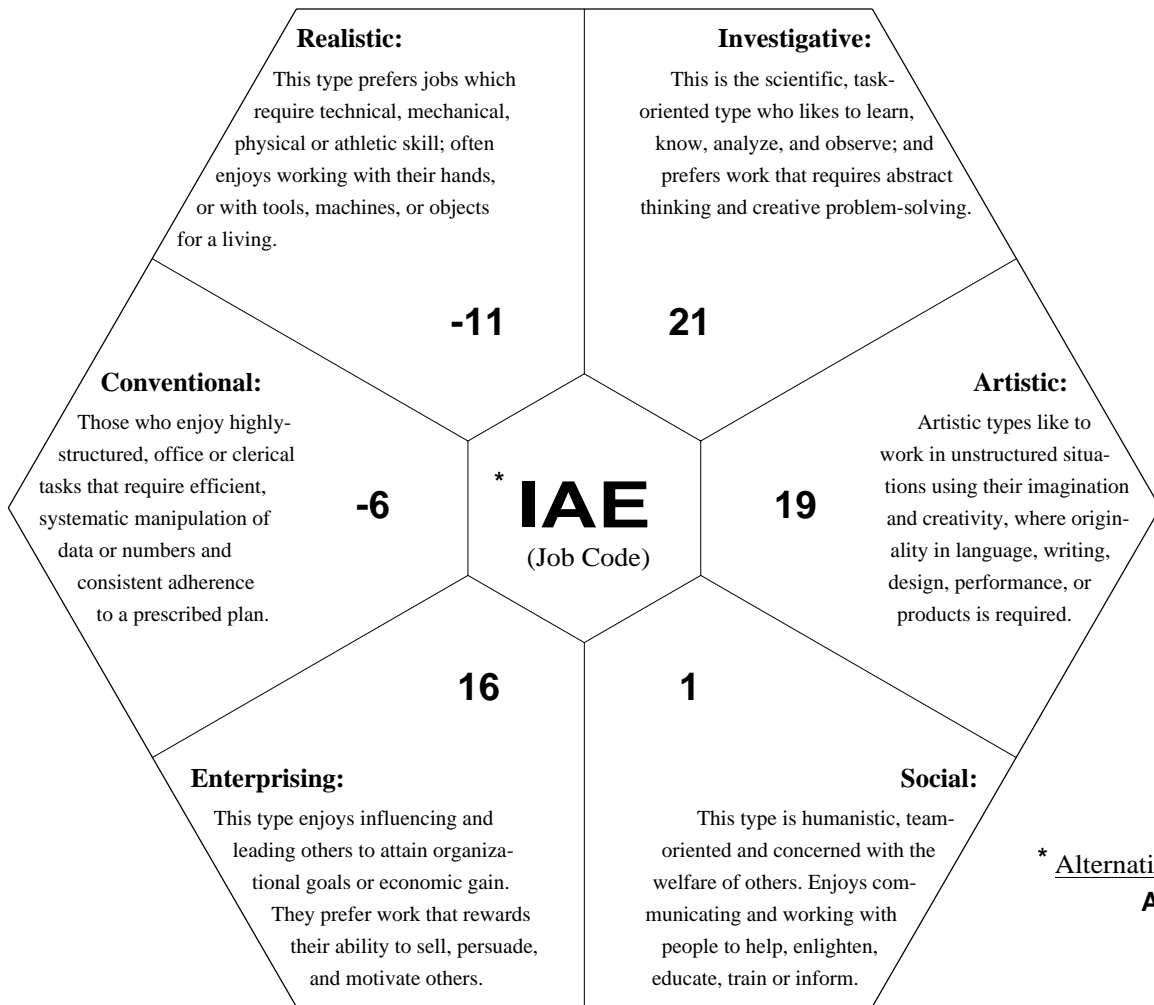 Realistic:
This type prefers jobs which
require technical, mechanical,
physical or athletic skill; often
enjoys working with their hands,
or with tools, machines, or objects
for a living.
-11
Investigative:
This is the scientific, task-
oriented type who likes to learn,
know, analyze, and observe; and
prefers work that requires abstract
thinking and creative problem-solving.
21
Conventional:
Those who enjoy highly-
structured, office or clerical
tasks that require efficient,
systematic manipulation of
data or numbers and
consistent adherence
to a prescribed plan.
-6
* IAE
(Job Code)
Artistic:
Artistic types like to
work in unstructured situa-
tions using their imagination
and creativity, where origin-
ality in language, writing,
design, performance, or
products is required.
19
16
Enterprising:
This type enjoys influencing and
leading others to attain organiza-
tional goals or economic gain.
They prefer work that rewards
their ability to sell, persuade,
and motivate others.
1
Social:
This type is humanistic, team-
oriented and concerned with the
welfare of others. Enjoys com-
municating and working with
people to help, enlighten,
educate, train or inform.
* Alternati
A